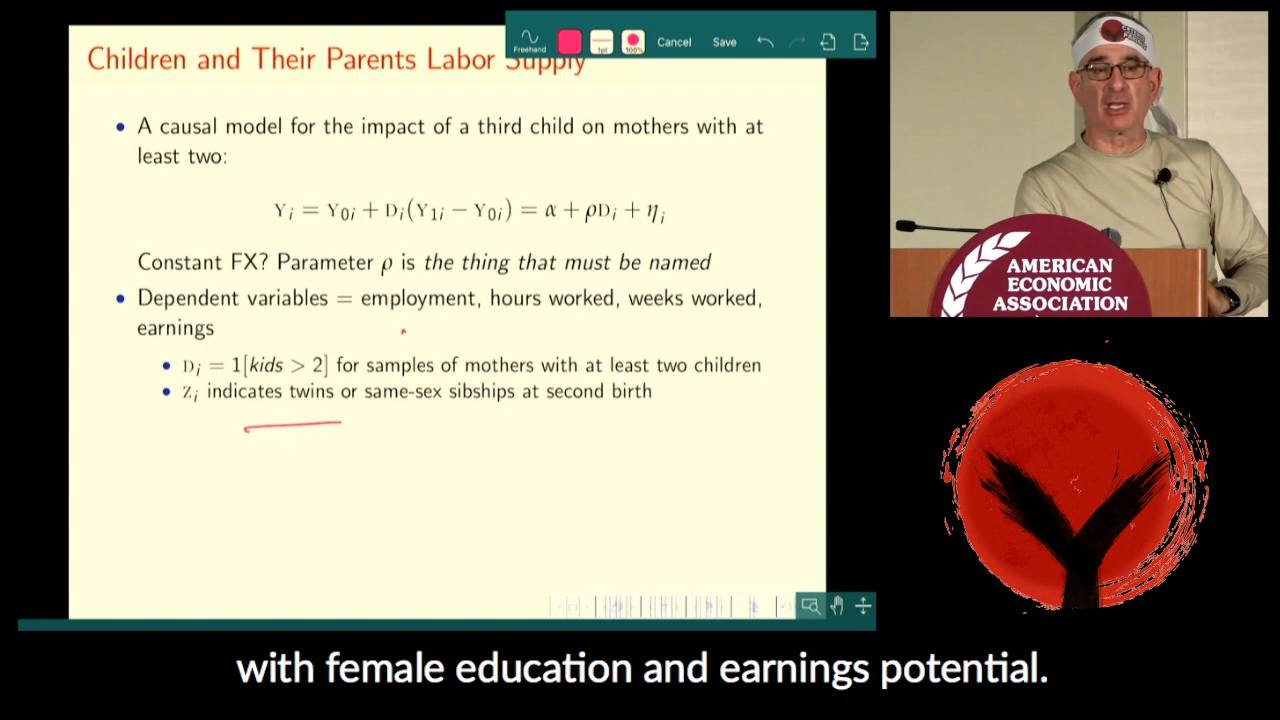 Freehand
1pt
100%
Cancel
Save
Children and Their Parents Labor Supply
• A causal model for the impact of a third child on mothers with at
least two:
Yᵢ = Y₀ᵢ + Dᵢ(Y₁ᵢ − Y₀ᵢ) = α + ρDᵢ + ηᵢ
Constant FX? Parameter ρ is the thing that must be named
• Dependent variables = employment, hours worked, weeks worked,
earnings
• Dᵢ = 1[kids > 2] for samples of mothers with at least two children
• Zᵢ indicates twins or same-sex sibships at second birth
AMERICAN
ECONOMIC
ASSOCIATION
with female education and earnings potential.